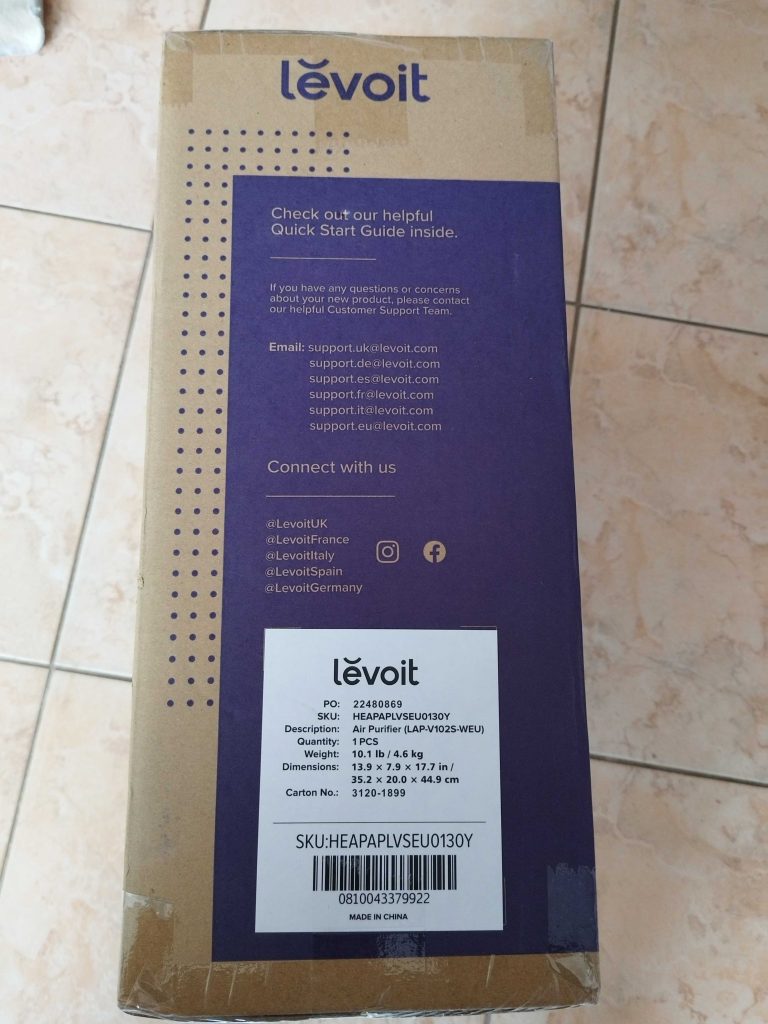 lĕvoit
Check out our helpful
Quick Start Guide inside.
If you have any questions or concerns
about your new product, please contact
our helpful Customer Support Team.
Email: support.uk@levoit.com
support.de@levoit.com
support.es@levoit.com
support.fr@levoit.com
support.it@levoit.com
support.eu@levoit.com
Connect with us
@LevoitUK
@LevoitFrance
@LevoitItaly
@LevoitSpain
@LevoitGermany
lĕvoit
PO: 22480869
SKU: HEAPAPLVSEU0130Y
Description: Air Purifier (LAP-V102S-WEU)
Quantity: 1 PCS
Weight: 10.1 lb / 4.6 kg
Dimensions: 13.9 × 7.9 × 17.7 in /
35.2 × 20.0 × 44.9 cm
Carton No.: 3120-1899
SKU:HEAPAPLVSEU0130Y
0810043379922
MADE IN CHINA